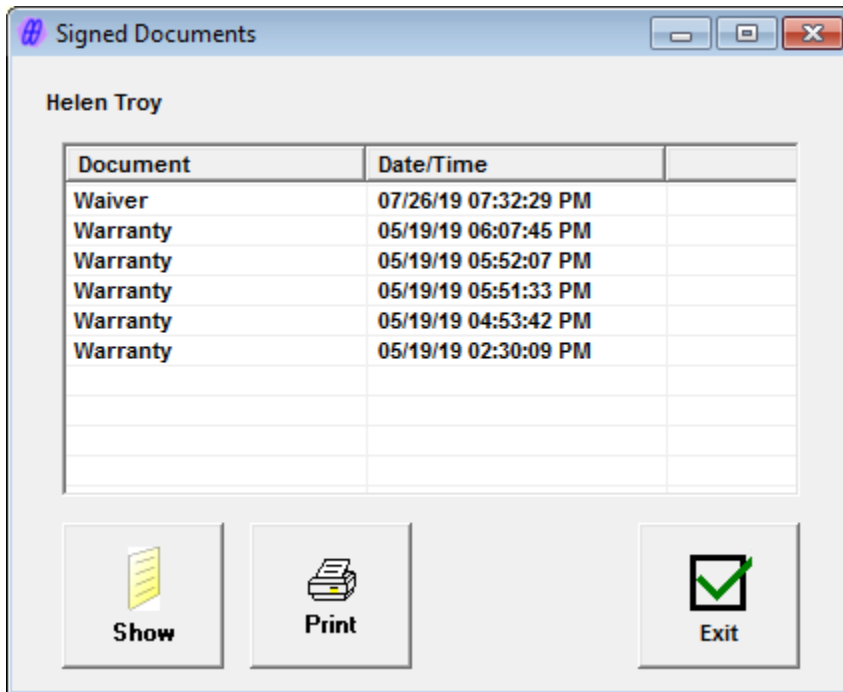 Signed Documents
Helen Troy
Document Date/Time
Waiver 07/26/19 07:32:29 PM
Warranty 05/19/19 06:07:45 PM
Warranty 05/19/19 05:52:07 PM
Warranty 05/19/19 05:51:33 PM
Warranty 05/19/19 04:53:42 PM
Warranty 05/19/19 02:30:09 PM
Show Print Exit